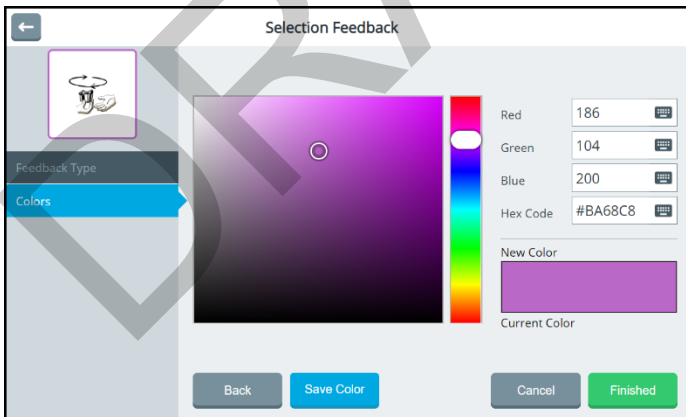 Selection Feedback
Feedback Type
Colors
Red 186
Green 104
Blue 200
Hex Code #BA68C8
New Color
Current Color
Back
Save Color
Cancel
Finished